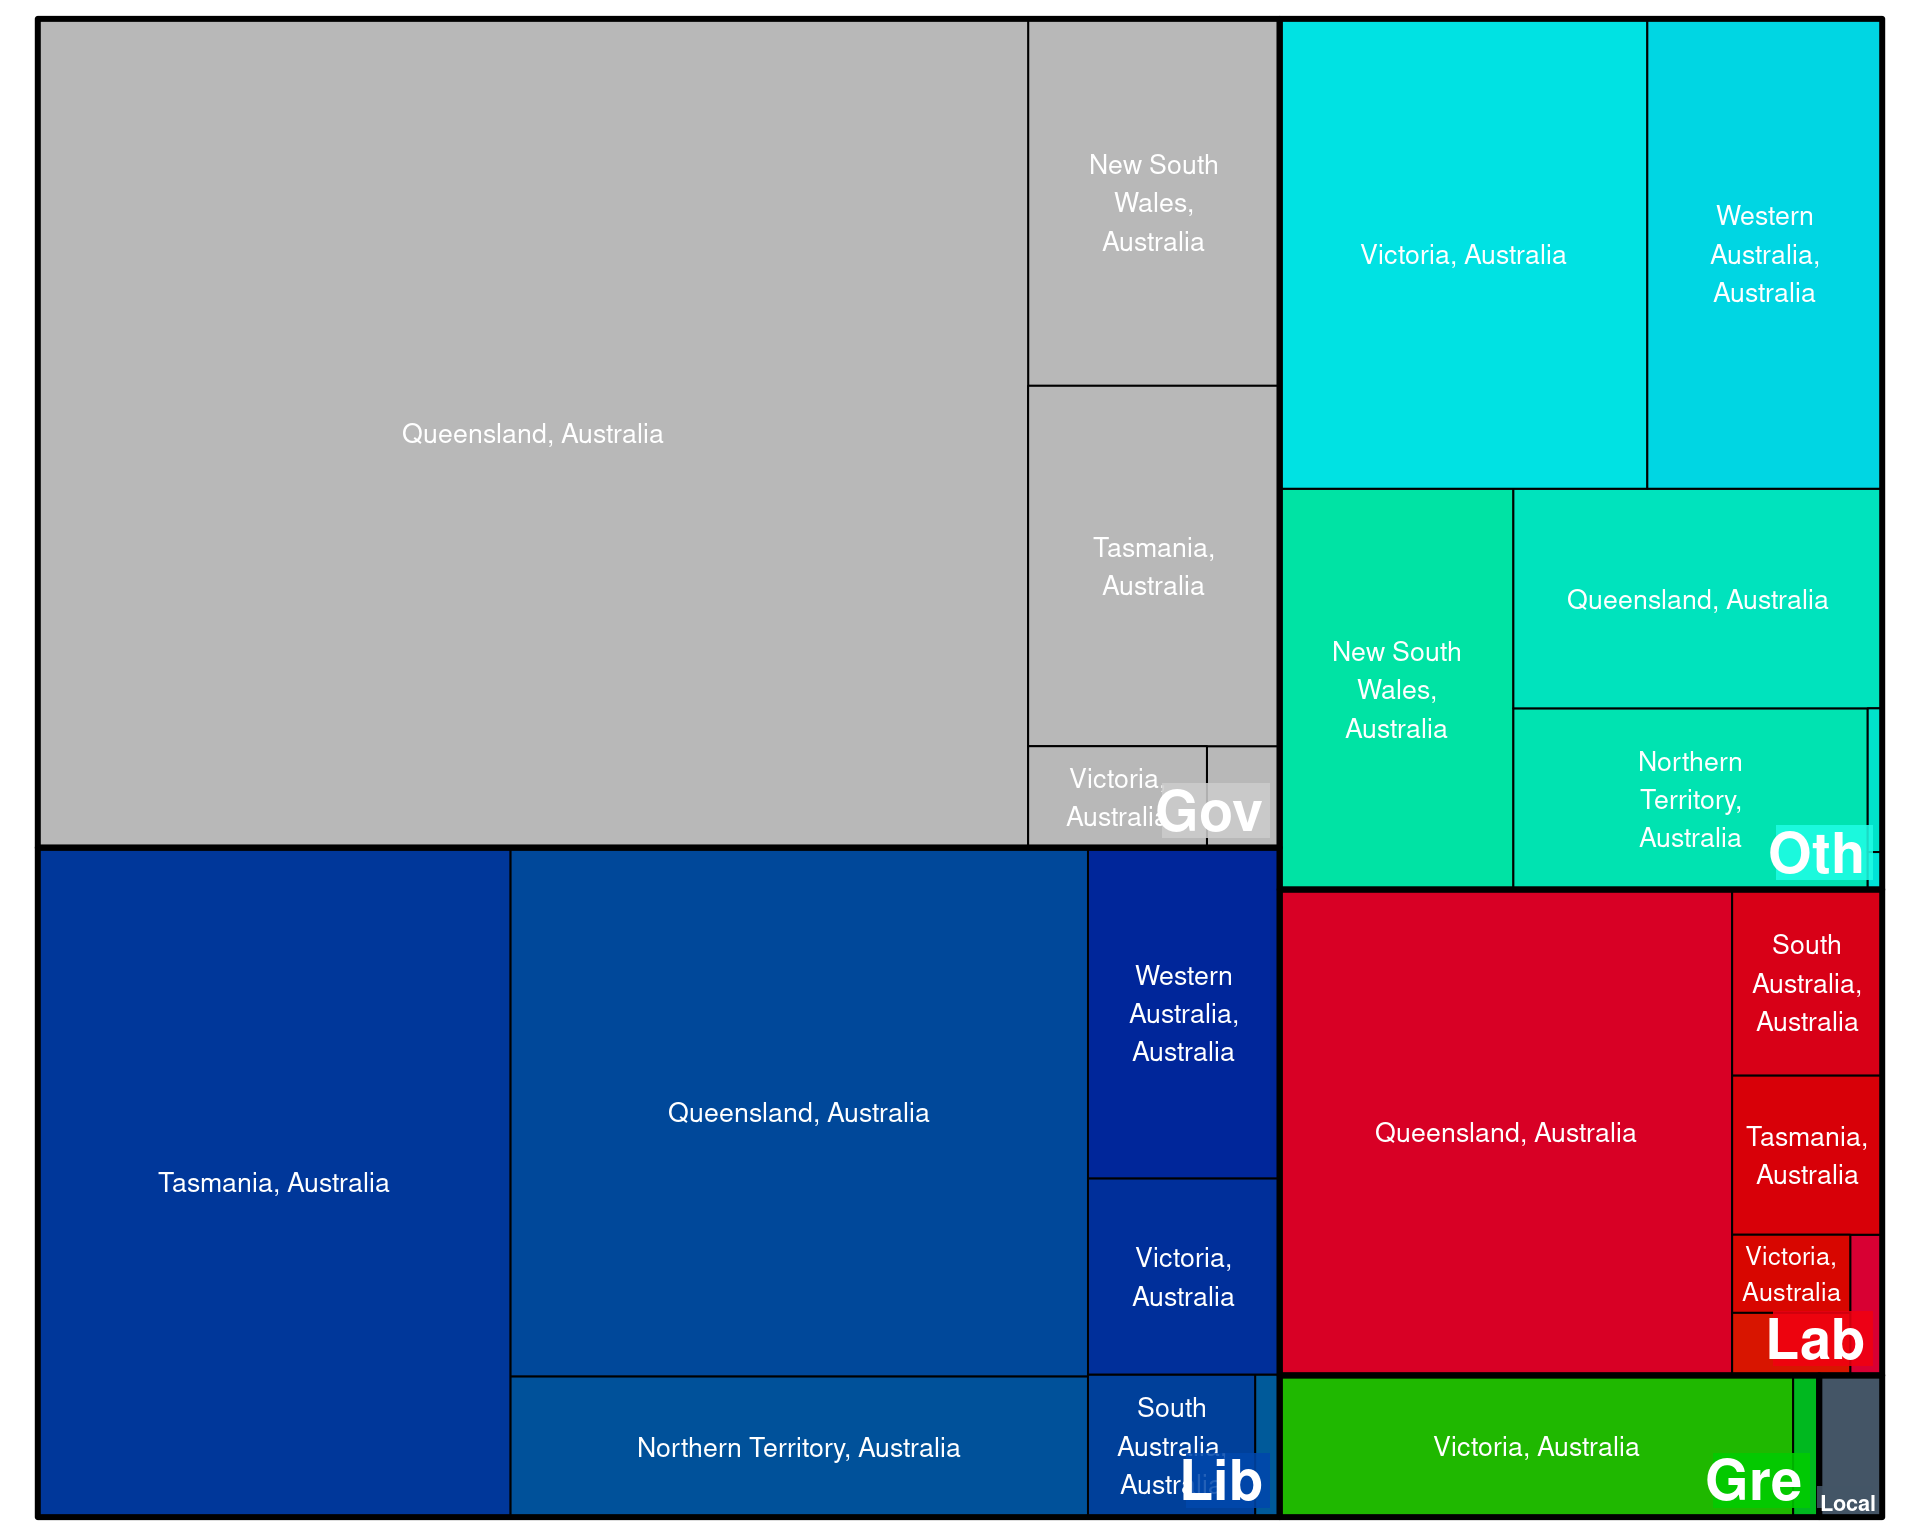 Queensland, Australia
New South
Wales,
Australia
Tasmania,
Australia
Victoria,
Australia
Gov
Tasmania, Australia
Queensland, Australia
Northern Territory, Australia
Western
Australia,
Australia
Victoria,
Australia
South
Australia,
Australia
Lib
Victoria, Australia
Western
Australia,
Australia
New South
Wales,
Australia
Queensland, Australia
Northern
Territory,
Australia
Oth
Queensland, Australia
South
Australia,
Australia
Tasmania,
Australia
Victoria,
Australia
Lab
Victoria, Australia
Gre
Local